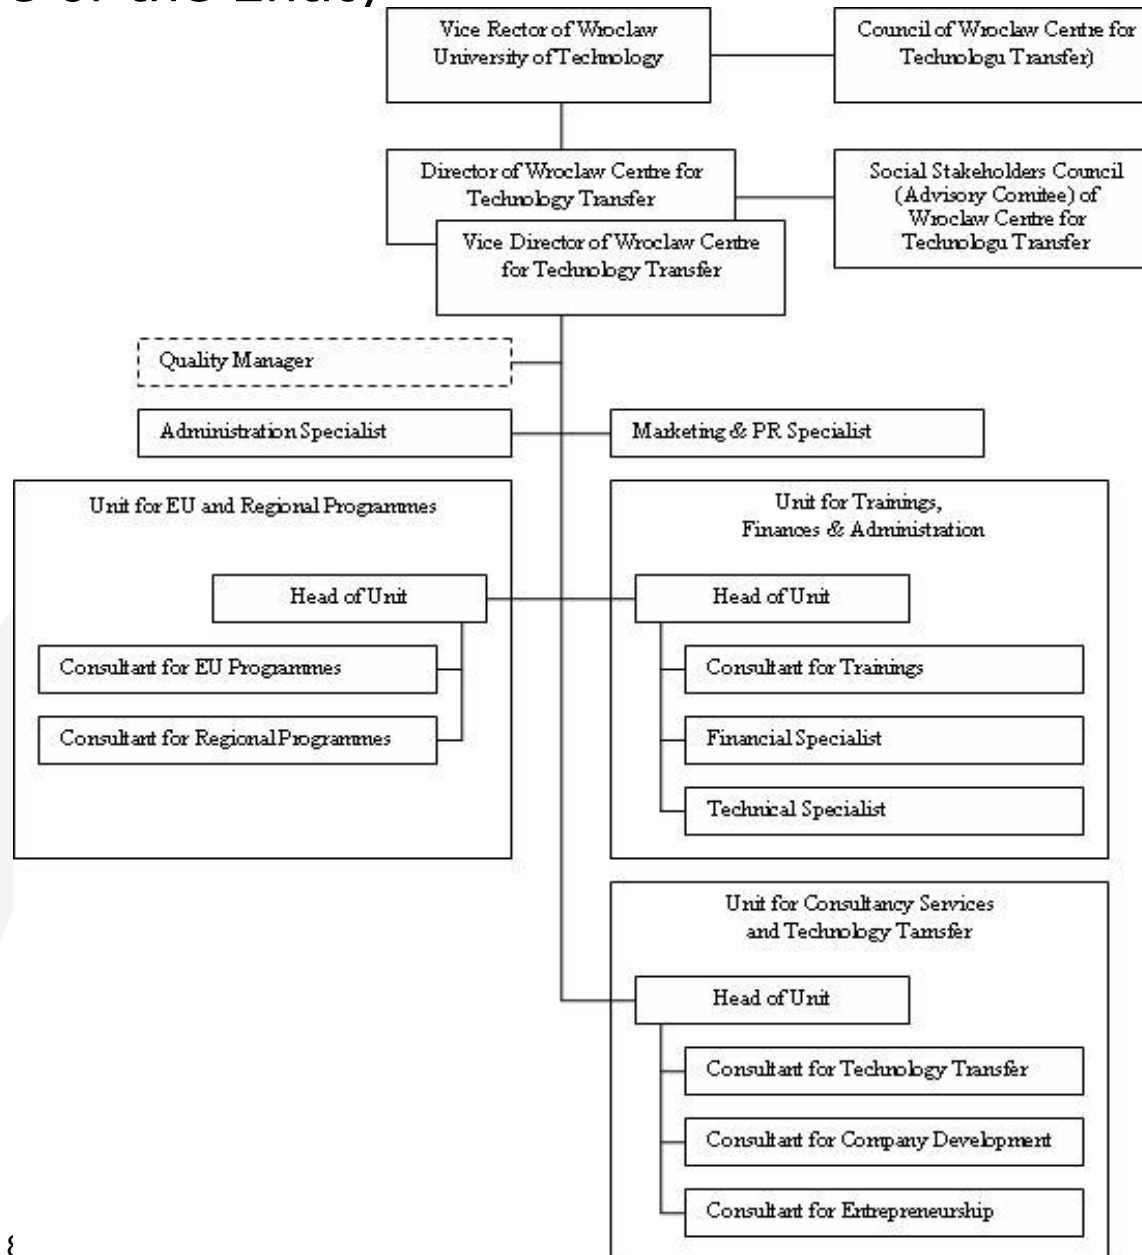 of the Entity
Vice Rector of Wroclaw
University of Technology
Council of Wroclaw Centre for
Technologu Transfer)
Director of Wroclaw Centre for
Technology Transfer
Social Stakeholders Council
(Advisory Comitee) of
Wroclaw Centre for
Technologu Transfer
Vice Director of Wroclaw Centre
for Technology Transfer
Quality Manager
Administration Specialist
Marketing & PR Specialist
Unit for EU and Regional Programmes
Head of Unit
Consultant for EU Programmes
Consultant for Regional Programmes
Unit for Trainings,
Finances & Administration
Head of Unit
Consultant for Trainings
Financial Specialist
Technical Specialist
Unit for Consultancy Services
and Technology Tamsfer
Head of Unit
Consultant for Technology Transfer
Consultant for Company Development
Consultant for Entrepreneurship